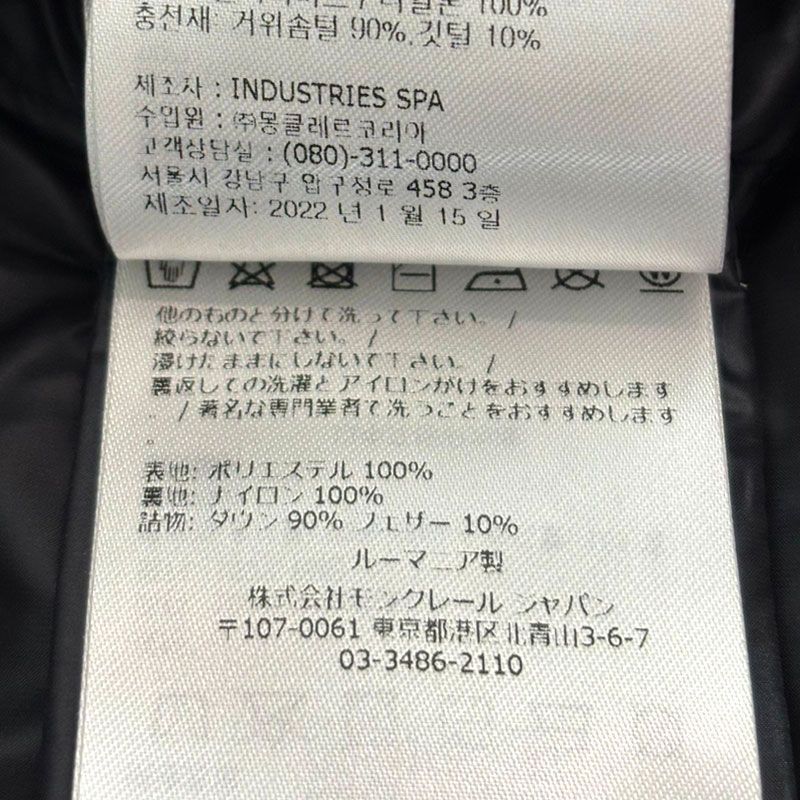 100%
충전재: 거위솜털 90%,깃털 10%
제조자 : INDUSTRIES SPA
수입원 : ㈜몽클레르코리아
고객상담실 : (080)-311-0000
서울시 강남구 압구정로 458 3층
제조일자: 2022 년 1 월 15 일
他のものと分けて洗って下さい。 /
絞らないで下さい。 /
浸けたままにしないで下さい。 /
裏返しての洗濯とアイロンがけをおすすめします
. / 著名な専門業者で洗うことをおすすめします
。
表地: ポリエステル 100%
裏地: ナイロン 100%
詰物: ダウン 90% フェザー 10%
ルーマニア製
株式会社モンクレール ジャパン
〒107-0061 東京都港区北青山3-6-7
03-3486-2110